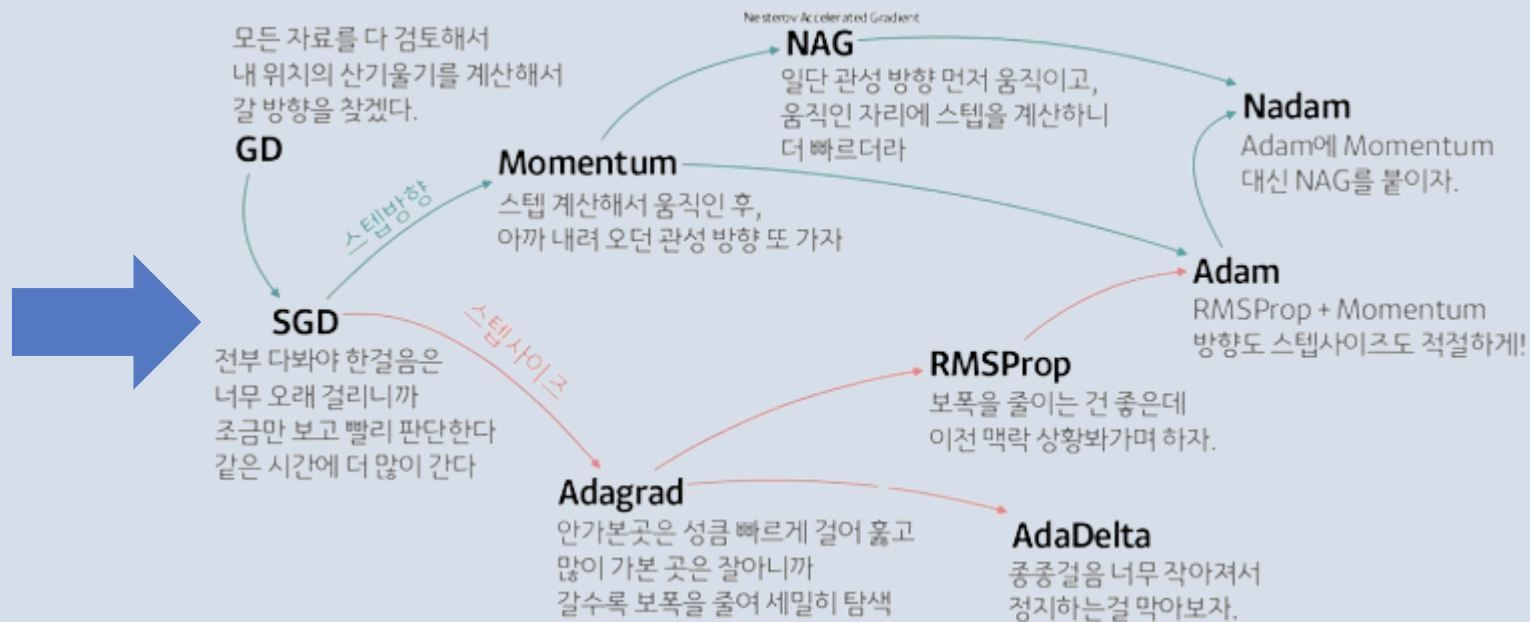 모든 자료를 다 검토해서
내 위치의 산기울기를 계산해서
갈 방향을 찾겠다.
GD
스텝방향
SGD
전부 다봐야 한걸음은
너무 오래 걸리니까
조금만 보고 빨리 판단한다
같은 시간에 더 많이 간다
Momentum
스텝 계산해서 움직인 후,
아까 내려 오던 관성 방향 또 가자
Nesterov Accelerated Gradient
NAG
일단 관성 방향 먼저 움직이고,
움직인 자리에 스텝을 계산하니
더 빠르더라
Nadam
Adam에 Momentum
대신 NAG를 붙이자.
Adam
RMSProp + Momentum
방향도 스텝사이즈도 적절하게!
스텝사이즈
RMSProp
보폭을 줄이는 건 좋은데
이전 맥락 상황봐가며 하자.
Adagrad
안가본곳은 성큼 빠르게 걸어 훑고
많이 가본 곳은 잘아니까
갈수록 보폭을 줄여 세밀히 탐색
AdaDelta
종종걸음 너무 작아져서
정지하는걸 막아보자.